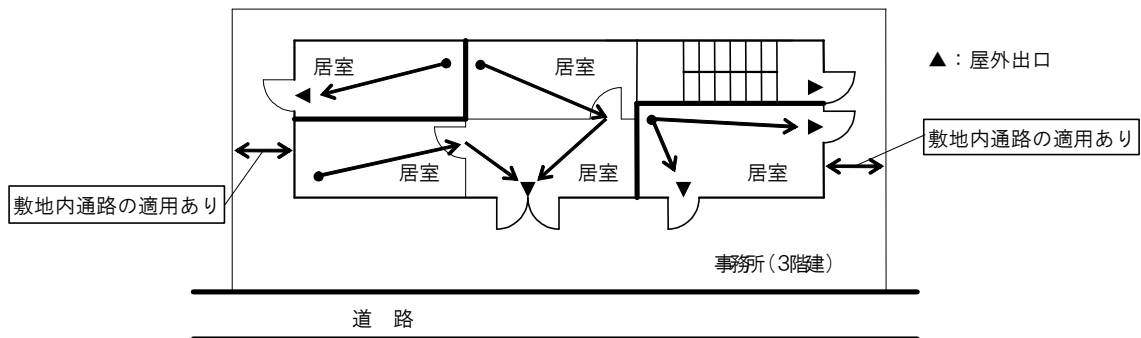 居室
居室
▲：屋外出口
敷地内通路の適用あり
居室
居室
居室
敷地内通路の適用あり
事務所(3階建)
道 路